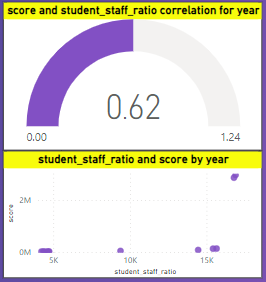 score and student_staff_ratio correlation for year
0.62
0.00
1.24
student_staff_ratio and score by year
2M
score
0M
5K
10K
15K
student_staff_ratio